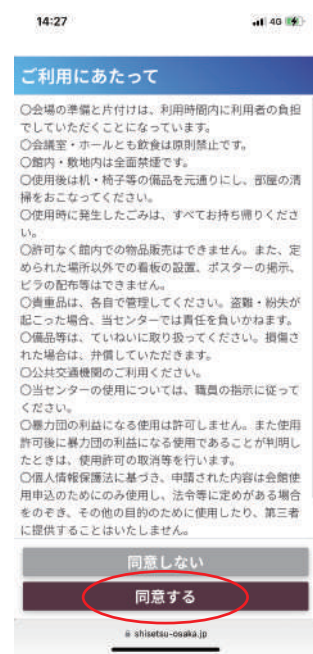 14:27
4G
ご利用にあたって
〇会場の準備と片付けは、利用時間内に利用者の負担
でしていただくことになっています。
〇会議室・ホールとも飲食は原則禁止です。
〇館内・敷地内は全面禁煙です。
〇使用後は机・椅子等の備品を元通りにし、部屋の清
掃をおこなってください。
〇使用時に発生したごみは、すべてお持ち帰りくださ
い。
〇許可なく館内での物品販売はできません。また、定
められた場所以外での看板の設置、ポスターの掲示、
ビラの配布等はできません。
〇貴重品は、各自で管理してください。盗難・紛失が
起こった場合、当センターでは責任を負いかねます。
〇備品等は、ていねいに取り扱ってください。損傷さ
れた場合は、弁償していただきます。
〇公共交通機関のご利用ください。
〇当センターの使用については、職員の指示に従って
ください。
〇暴力団の利益になる使用は許可しません。また使用
許可後に暴力団の利益になる使用であることが判明し
たときは、使用許可の取消等を行います。
〇個人情報保護法に基づき、申請された内容は会館使
用申込のためにのみ使用し、法令等に定めがある場合
をのぞき、その他の目的のために使用したり、第三者
に提供することはいたしません。
同意しない
同意する
shisetsu-osaka.jp